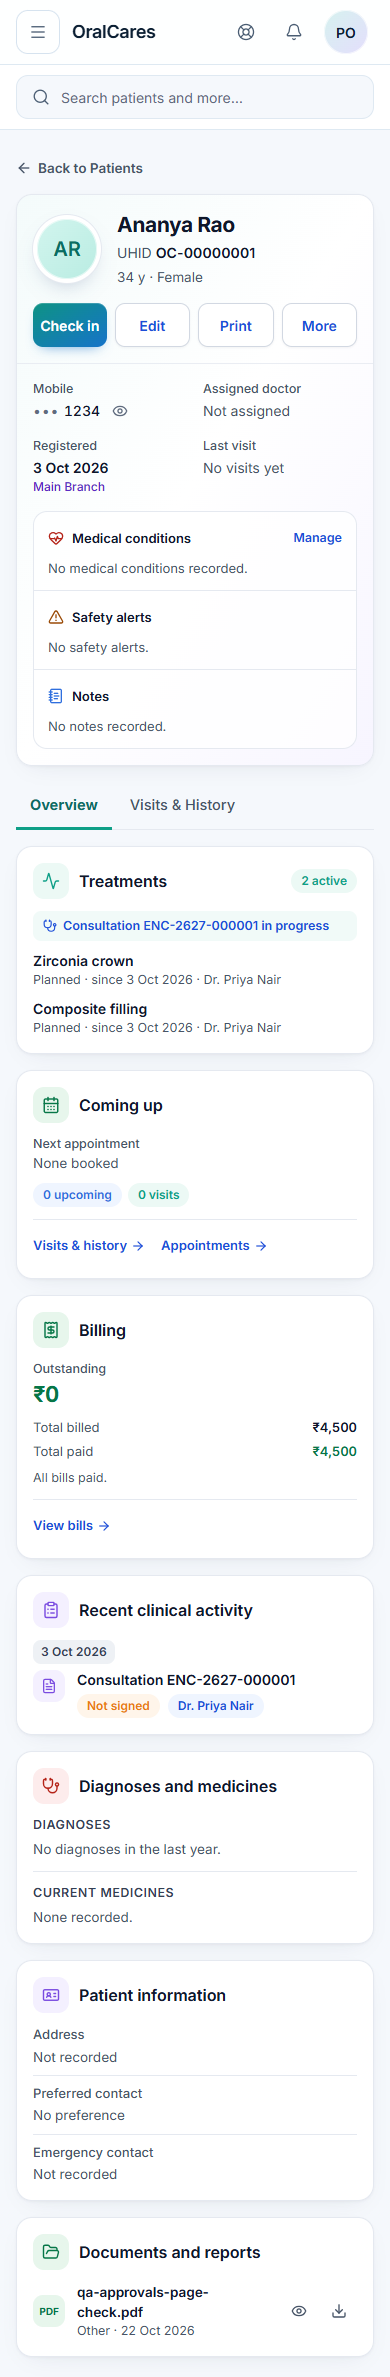 OralCares
PO
Search patients and more...
Back to Patients
AR
Ananya Rao
UHID OC-00000001
34 y · Female
Check in
Edit
Print
More
Mobile
Assigned doctor
••• 1234
Not assigned
Registered
Last visit
3 Oct 2026
No visits yet
Main Branch
Medical conditions
Manage
No medical conditions recorded.
Safety alerts
No safety alerts.
Notes
No notes recorded.
Overview
Visits & History
Treatments
2 active
Consultation ENC-2627-000001 in progress
Zirconia crown
Planned · since 3 Oct 2026 · Dr. Priya Nair
Composite filling
Planned · since 3 Oct 2026 · Dr. Priya Nair
Coming up
Next appointment
None booked
0 upcoming
0 visits
Visits & history →
Appointments →
Billing
Outstanding
₹0
Total billed
₹4,500
Total paid
₹4,500
All bills paid.
View bills →
Recent clinical activity
3 Oct 2026
Consultation ENC-2627-000001
Not signed
Dr. Priya Nair
Diagnoses and medicines
DIAGNOSES
No diagnoses in the last year.
CURRENT MEDICINES
None recorded.
Patient information
Address
Not recorded
Preferred contact
No preference
Emergency contact
Not recorded
Documents and reports
PDF
qa-approvals-page-
check.pdf
Other · 22 Oct 2026